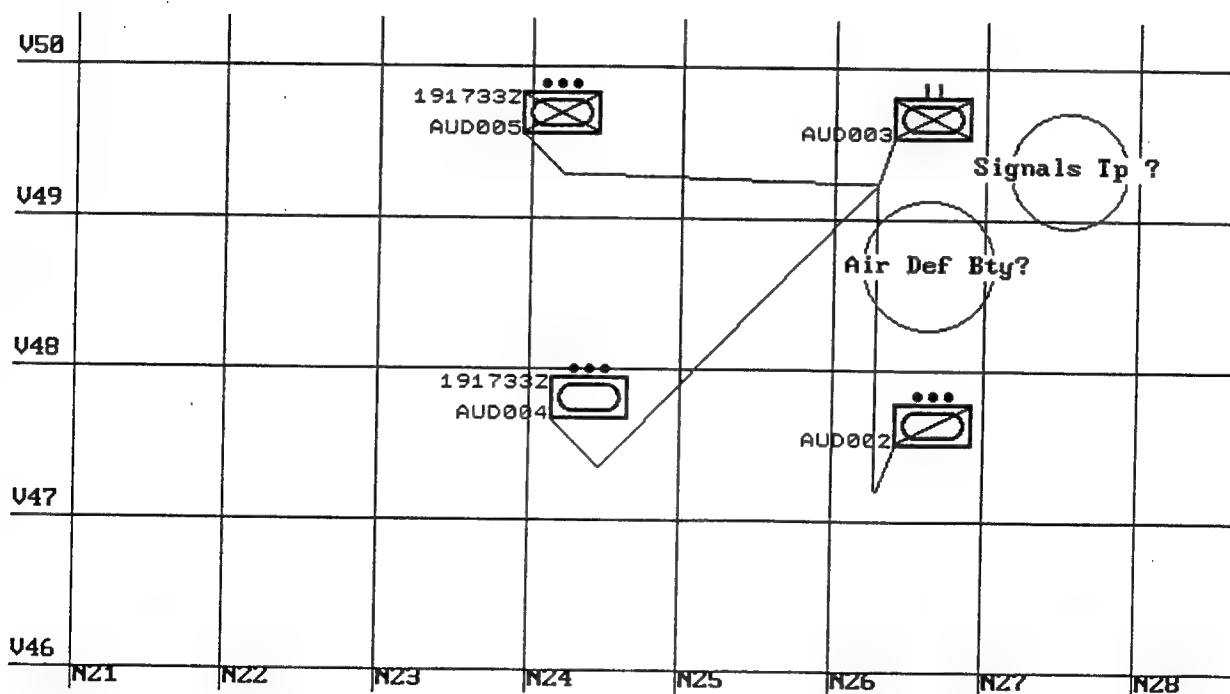 V50
191733Z
AUD005
AUD003
Signals Tp ?
V49
Air Def Bty?
V48
191733Z
AUD004
AUD002
V47
V46
N21
N22
N23
N24
N25
N26
N27
N28